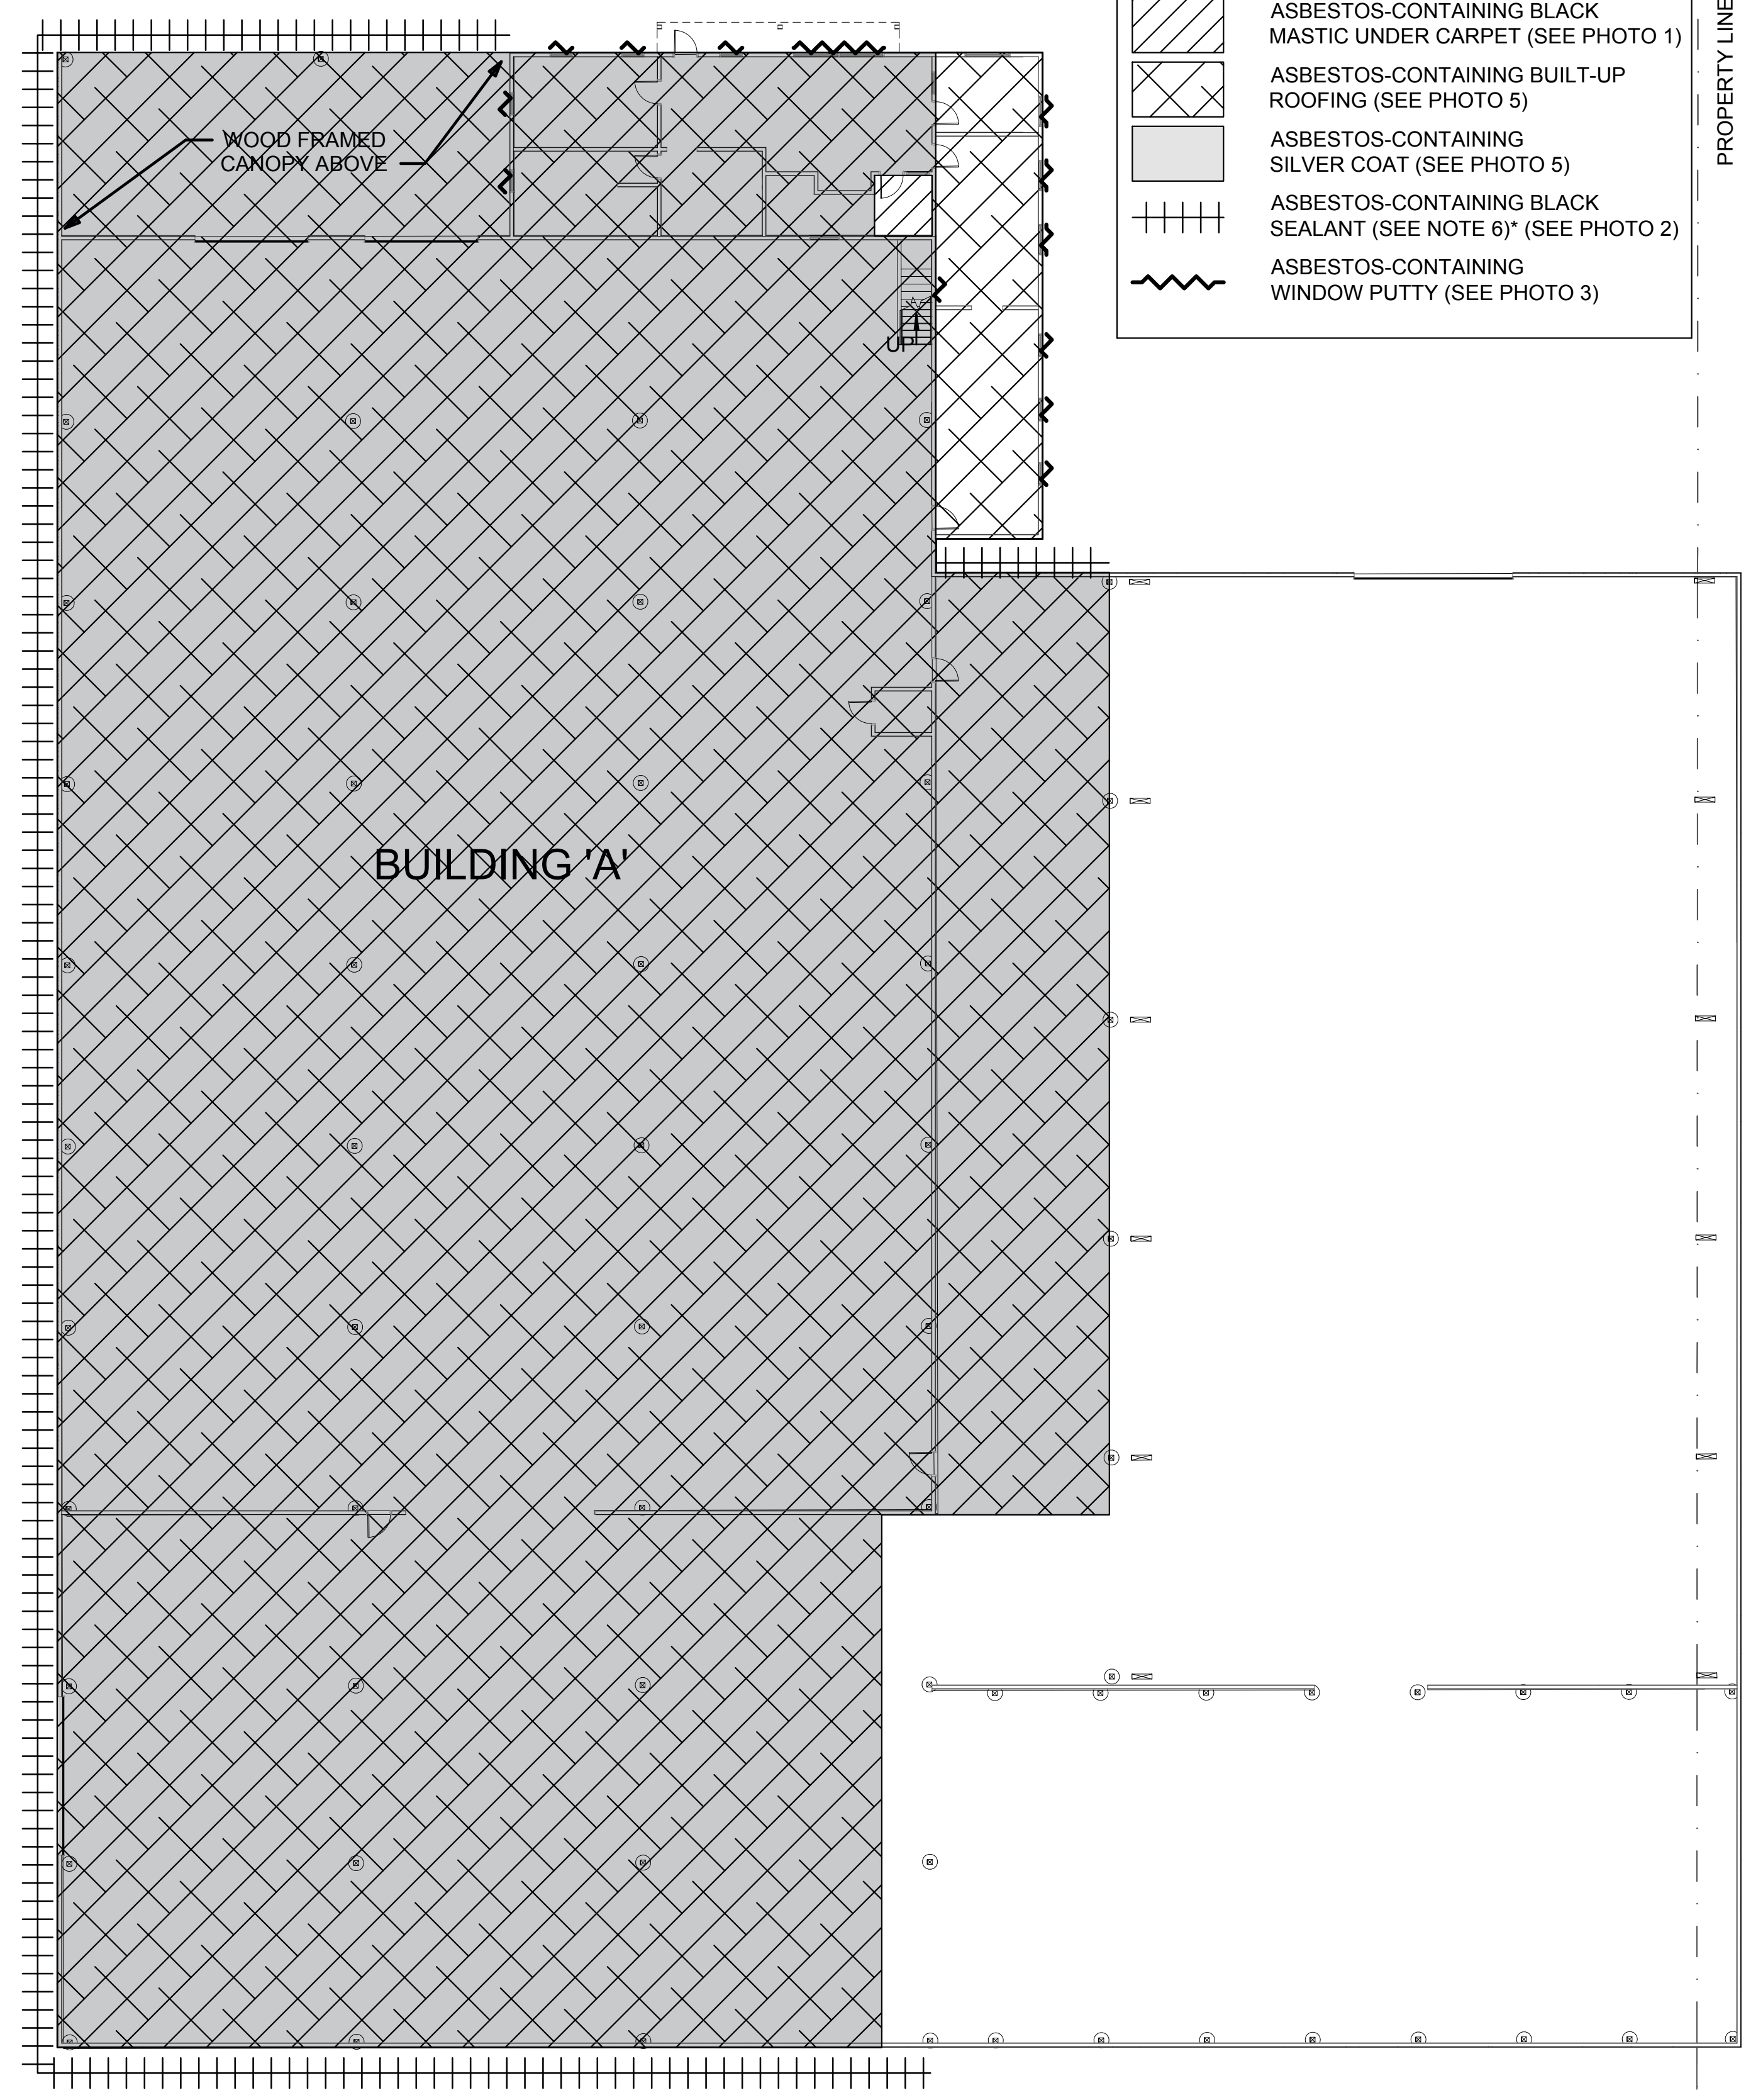 ASBESTOS-CONTAINING BLACK
MASTIC UNDER CARPET (SEE PHOTO 1)
ASBESTOS-CONTAINING BUILT-UP
ROOFING (SEE PHOTO 5)
ASBESTOS-CONTAINING
SILVER COAT (SEE PHOTO 5)
ASBESTOS-CONTAINING BLACK
SEALANT (SEE NOTE 6)* (SEE PHOTO 2)
ASBESTOS-CONTAINING
WINDOW PUTTY (SEE PHOTO 3)
PROPERTY LINE
WOOD FRAMED
CANOPY ABOVE
UP
BUILDING 'A'